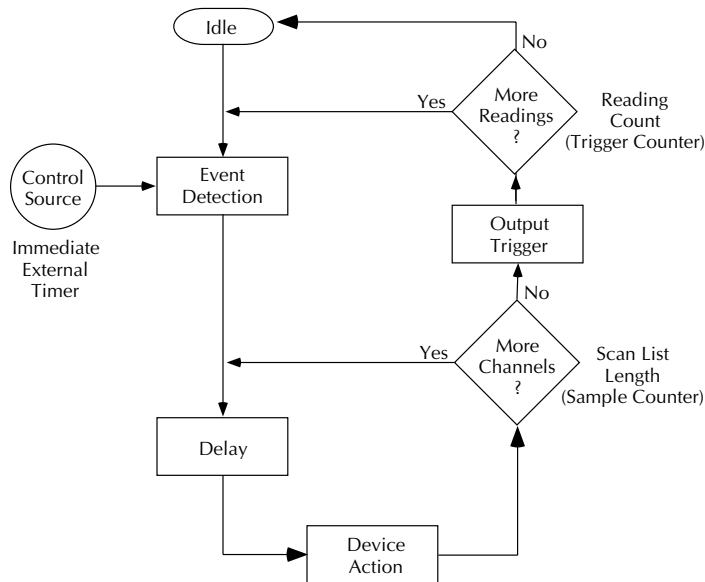 Idle
No
Yes
More
Readings
?
Reading
Count
(Trigger Counter)
Control
Source
Event
Detection
Output
Trigger
Immediate
External
Timer
No
Yes
More
Channels
?
Scan List
Length
(Sample Counter)
Delay
Device
Action